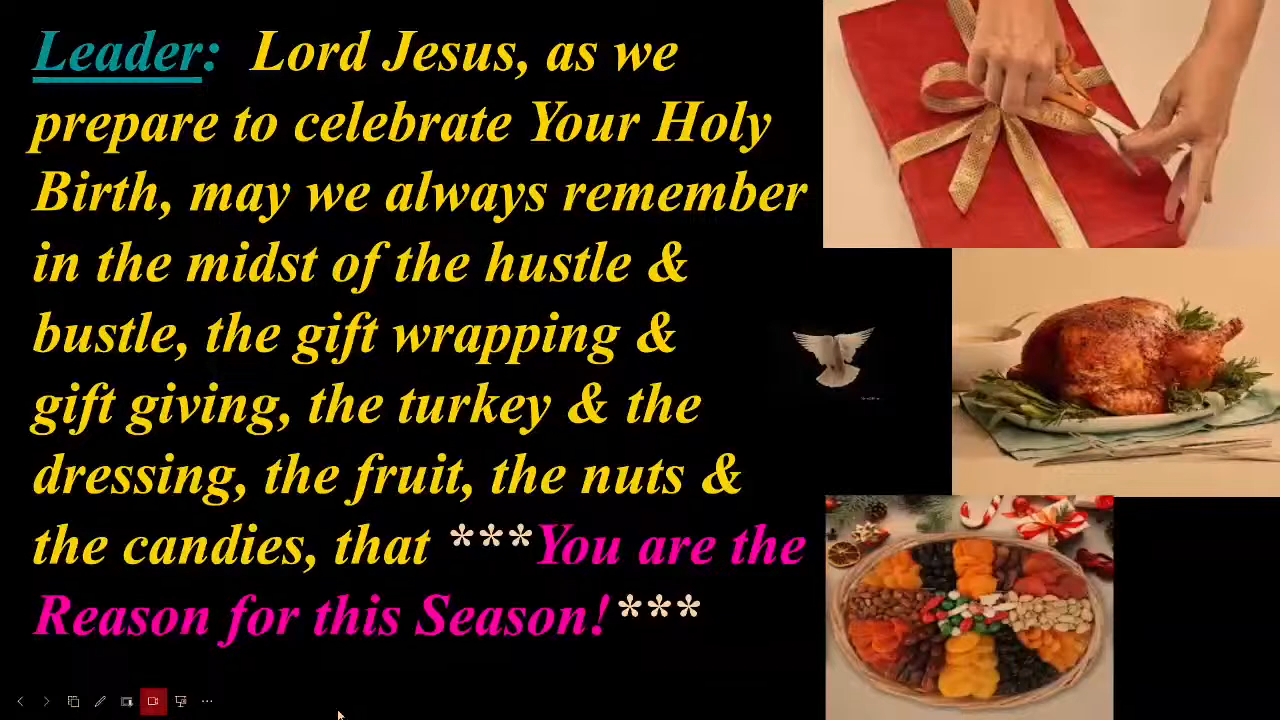 Leader: Lord Jesus, as we
prepare to celebrate Your Holy
Birth, may we always remember
in the midst of the hustle &
bustle, the gift wrapping &
gift giving, the turkey & the
dressing, the fruit, the nuts &
the candies, that ***You are the
Reason for this Season!***